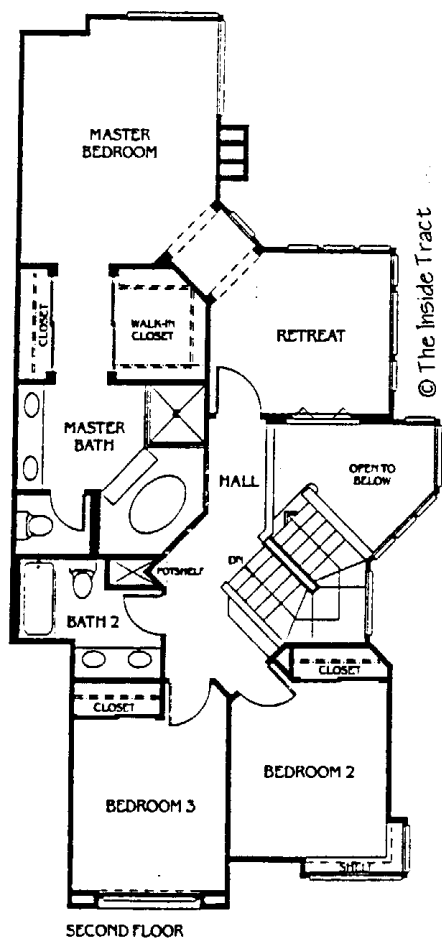 MASTER
BEDROOM
© The Inside Tract
CLOSET
WALK-IN
CLOSET
RETREAT
MASTER
BATH
HALL
OPEN TO
BELOW
DN
POTSHELF
BATH 2
CLOSET
CLOSET
BEDROOM 2
BEDROOM 3
SHELF
SECOND FLOOR